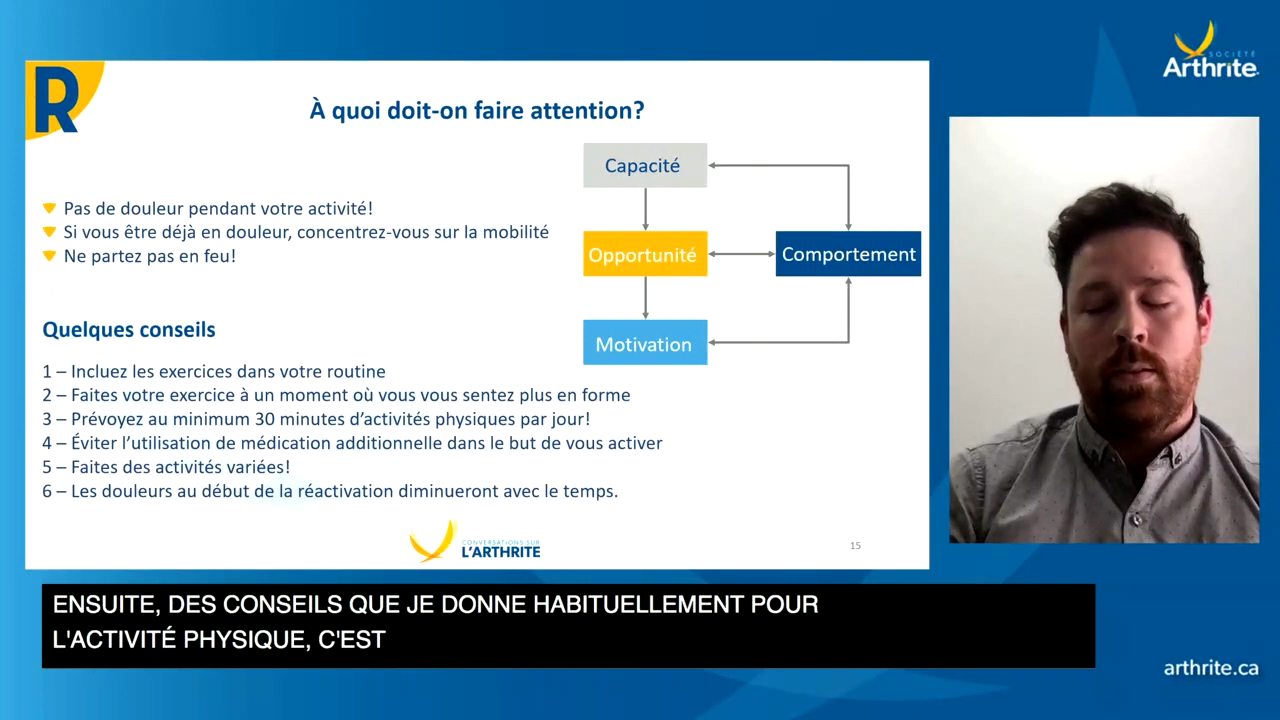 SOCIÉTÉ
Arthrite
R
À quoi doit-on faire attention?
Capacité
Opportunité
Comportement
Motivation
Pas de douleur pendant votre activité!
Si vous être déjà en douleur, concentrez-vous sur la mobilité
Ne partez pas en feu!
Quelques conseils
1 – Incluez les exercices dans votre routine
2 – Faites votre exercice à un moment où vous vous sentez plus en forme
3 – Prévoyez au minimum 30 minutes d’activités physiques par jour!
4 – Éviter l’utilisation de médication additionnelle dans le but de vous activer
5 – Faites des activités variées!
6 – Les douleurs au début de la réactivation diminueront avec le temps.
CONVERSATIONS SUR
L'ARTHRITE
15
ENSUITE, DES CONSEILS QUE JE DONNE HABITUELLEMENT POUR
L'ACTIVITÉ PHYSIQUE, C'EST
arthrite.ca